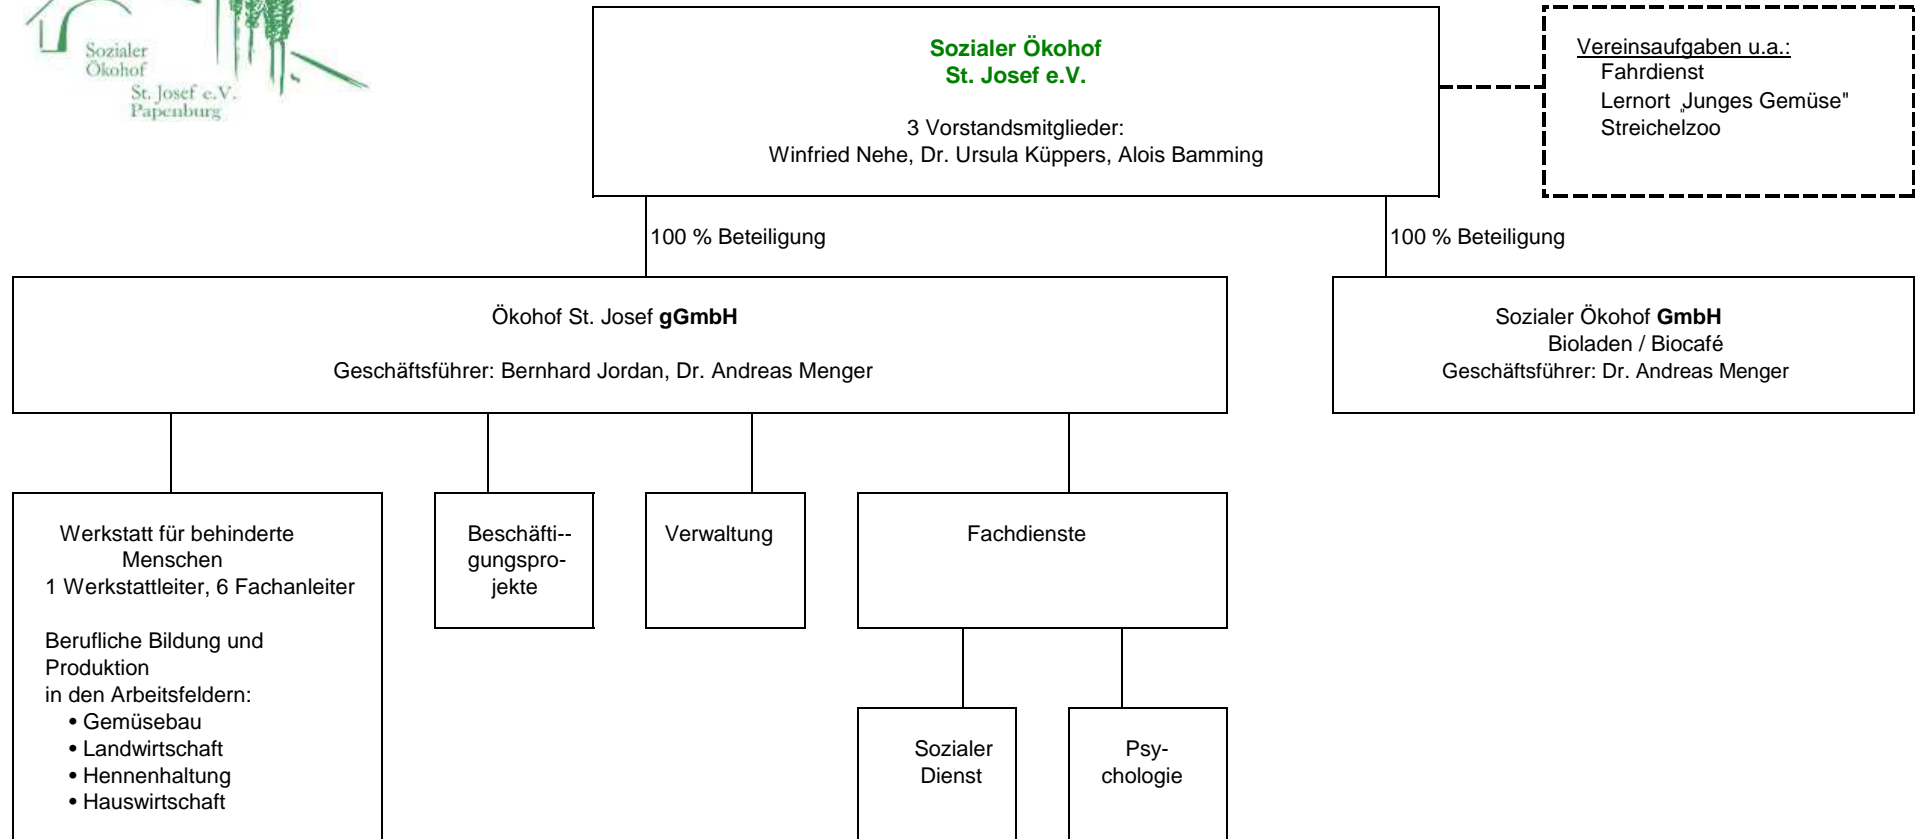 Sozialer
Ökohof
St. Josef e.V.
Papenburg
Sozialer Ökohof
St. Josef e.V.
3 Vorstandsmitglieder:
Winfried Nehe, Dr. Ursula Küppers, Alois Bamming
Vereinsaufgaben u.a.:
Fahrdienst
Lernort „Junges Gemüse"
Streichelzoo
100 % Beteiligung
100 % Beteiligung
Ökohof St. Josef gGmbH
Geschäftsführer: Bernhard Jordan, Dr. Andreas Menger
Sozialer Ökohof GmbH
Bioladen / Biocafé
Geschäftsführer: Dr. Andreas Menger
Werkstatt für behinderte
Menschen
1 Werkstattleiter, 6 Fachanleiter
Berufliche Bildung und
Produktion
in den Arbeitsfeldern:
• Gemüsebau
• Landwirtschaft
• Hennenhaltung
• Hauswirtschaft
Beschäfti--
gungspro-
jekte
Verwaltung
Fachdienste
Sozialer
Dienst
Psy-
chologie